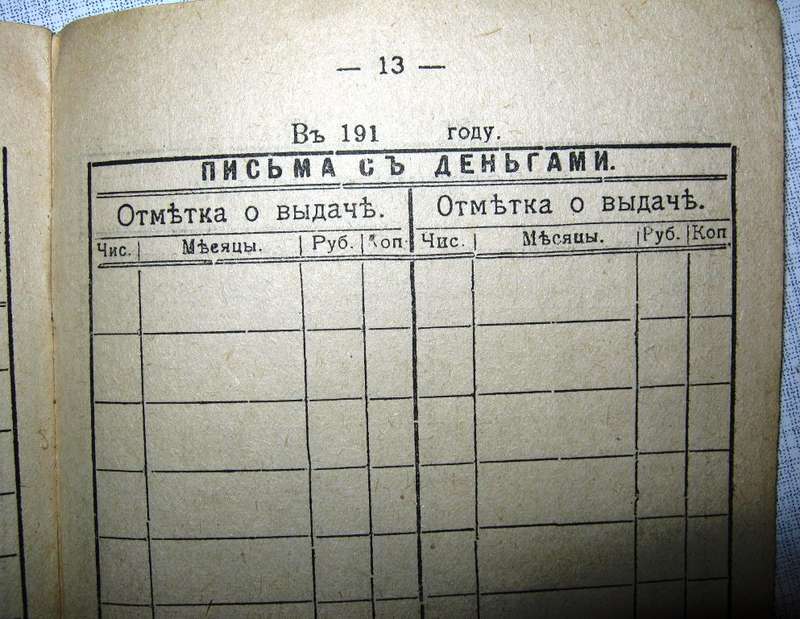 — 13 —
Въ 191 году.
ПИСЬМА СЪ ДЕНЬГАМИ.
Отмѣтка о выдачѣ. Отмѣтка о выдачѣ.
Чис. Мѣсяцы. Руб. Коп Чис. Мѣсяцы. Руб. Коп